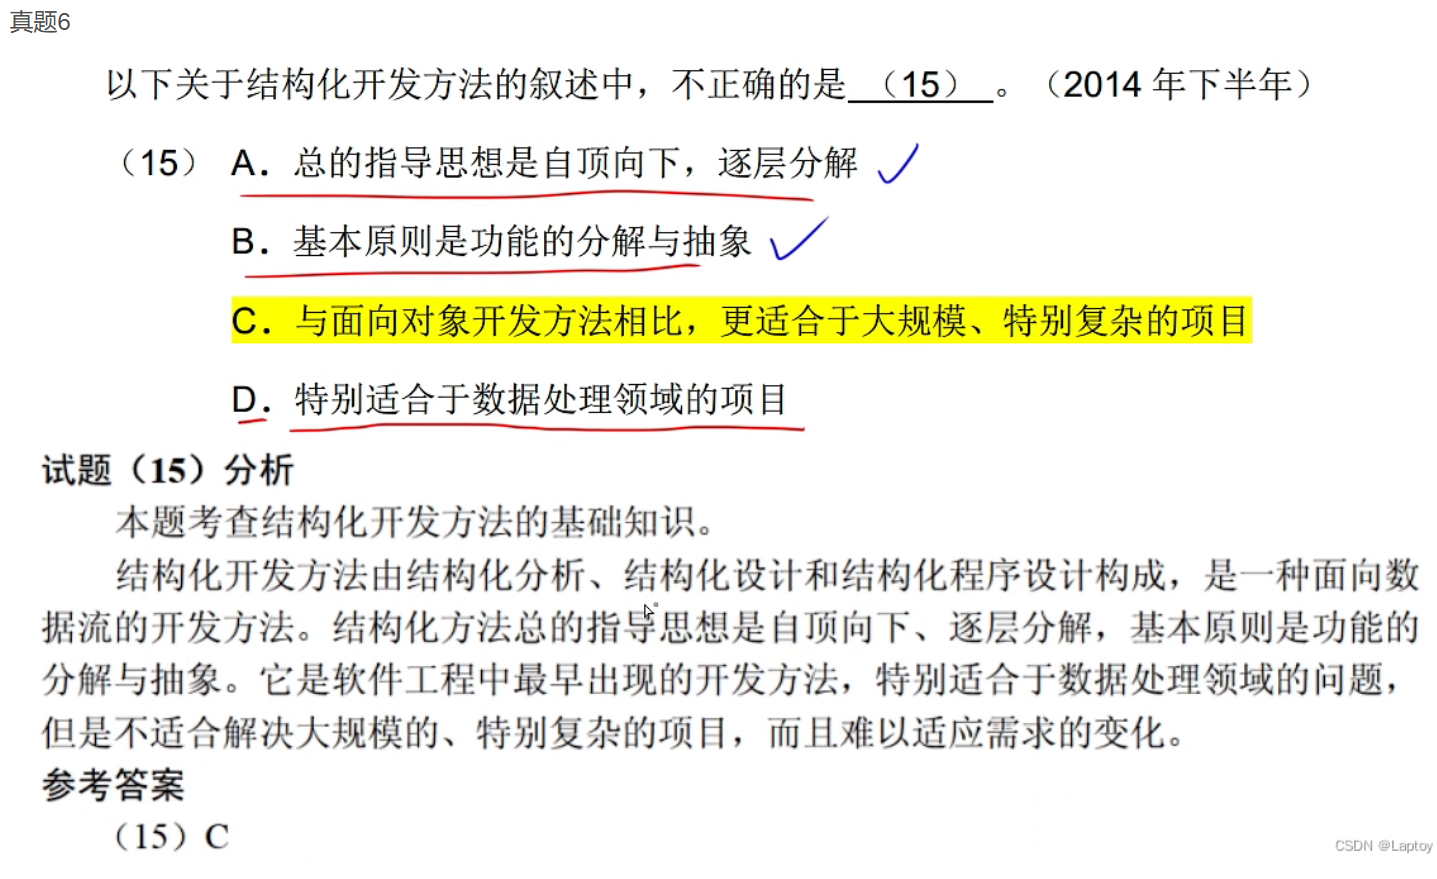 真题6
以下关于结构化开发方法的叙述中，不正确的是 （15） 。（2014 年下半年）
（15） A．总的指导思想是自顶向下，逐层分解
B．基本原则是功能的分解与抽象
C．与面向对象开发方法相比，更适合于大规模、特别复杂的项目
D．特别适合于数据处理领域的项目
试题（15）分析
本题考查结构化开发方法的基础知识。
结构化开发方法由结构化分析、结构化设计和结构化程序设计构成，是一种面向数
据流的开发方法。结构化方法总的指导思想是自顶向下、逐层分解，基本原则是功能的
分解与抽象。它是软件工程中最早出现的开发方法，特别适合于数据处理领域的问题，
但是不适合解决大规模的、特别复杂的项目，而且难以适应需求的变化。
参考答案
（15）C
CSDN @Laptoy